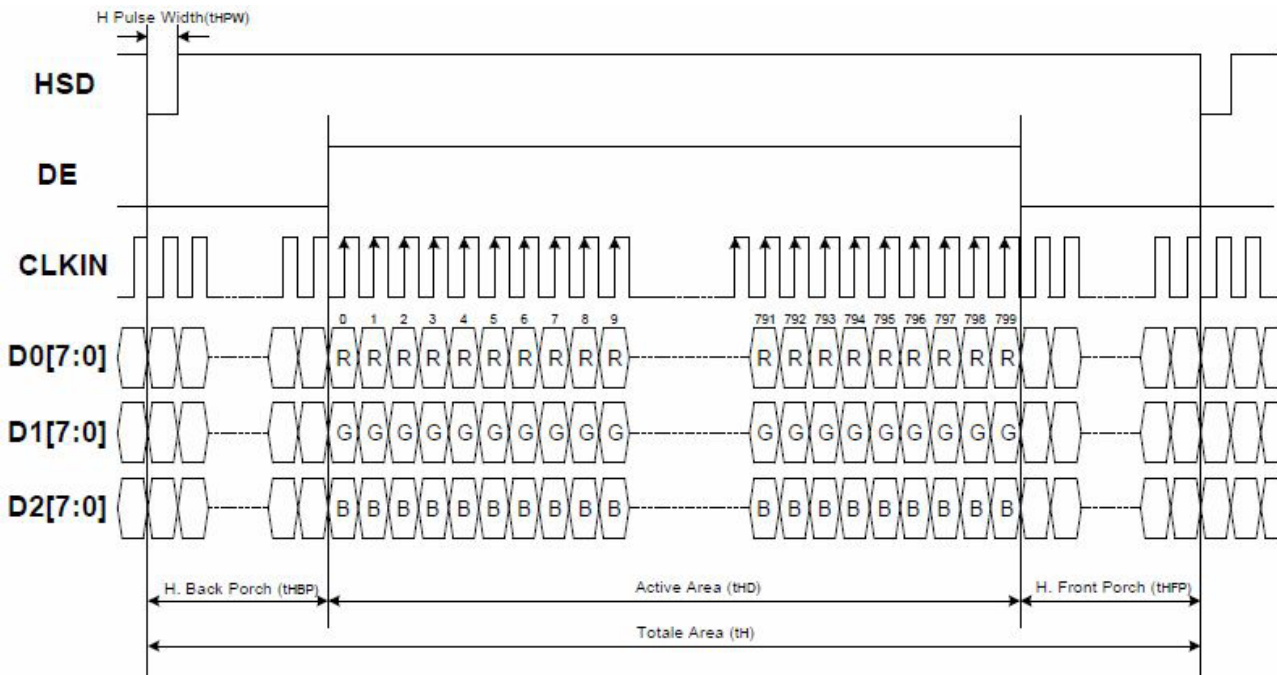 H Pulse Width(tHPW)
HSD
DE
CLKIN
0 1 2 3 4 5 6 7 8 9 791 792 793 794 795 796 797 798 799
D0[7:0] R R R R R R R R R R R R R R R R R R R
D1[7:0] G G G G G G G G G G G G G G G G G G G
D2[7:0] B B B B B B B B B B B B B B B B B B B
H. Back Porch (tHBP) Active Area (tHD) H. Front Porch (tHFP)
Totale Area (tH)